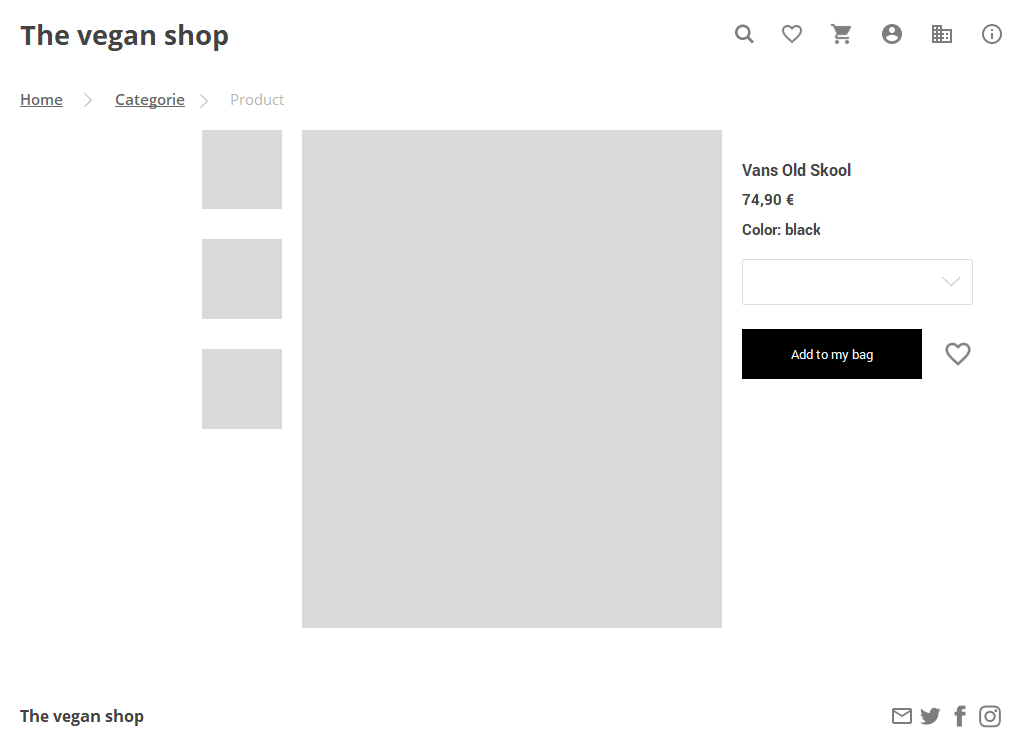 The vegan shop
Home
Categorie
Product
Vans Old Skool
74,90 €
Color: black
Add to my bag
The vegan shop